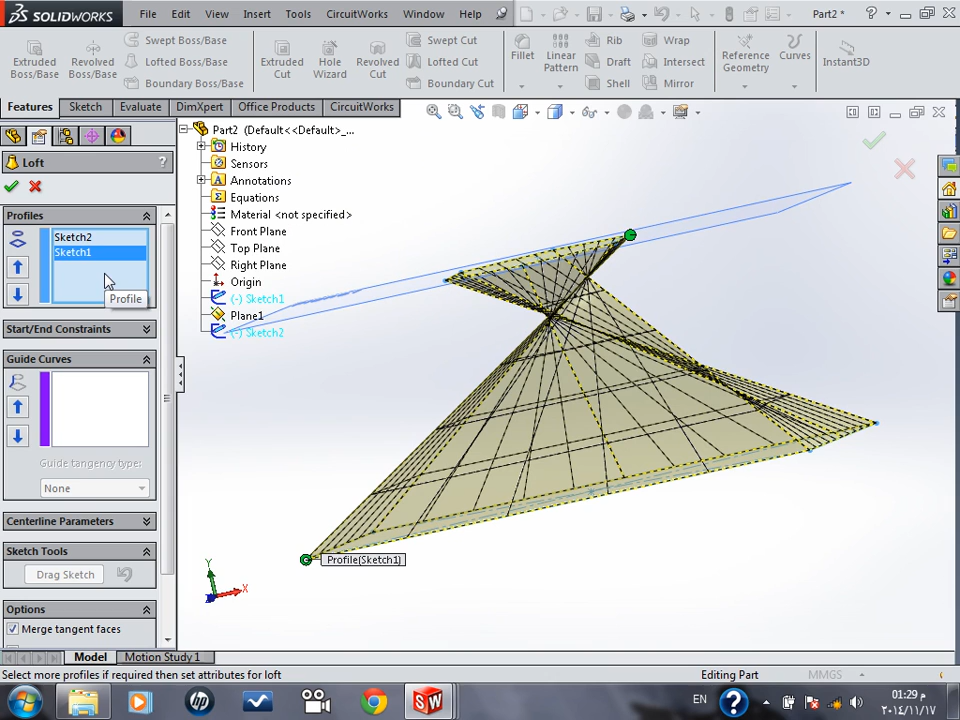 SOLIDWORKS File Edit View Insert Tools CircuitWorks Window Help Part2 *
Extruded Boss/Base
Revolved Boss/Base
Swept Boss/Base
Lofted Boss/Base
Boundary Boss/Base
Extruded Cut
Hole Wizard
Revolved Cut
Swept Cut
Lofted Cut
Boundary Cut
Fillet
Linear Pattern
Rib
Draft
Shell
Wrap
Intersect
Mirror
Reference Geometry
Curves
Instant3D
Features Sketch Evaluate DimXpert Office Products CircuitWorks
Loft ?
Profiles
Sketch2
Sketch1
Profile
Start/End Constraints
Guide Curves
Guide tangency type:
None
Centerline Parameters
Sketch Tools
Drag Sketch
Options
Merge tangent faces
Part2 (Default<<Default>_...
History
Sensors
Annotations
Equations
Material <not specified>
Front Plane
Top Plane
Right Plane
Origin
(-) Sketch1
Plane1
(-) Sketch2
Profile(Sketch1)
Y
X
Model Motion Study 1
Select more profiles if required then set attributes for loft Editing Part MMGS
EN
01:29 م
٢٠١٤/١١/١٧